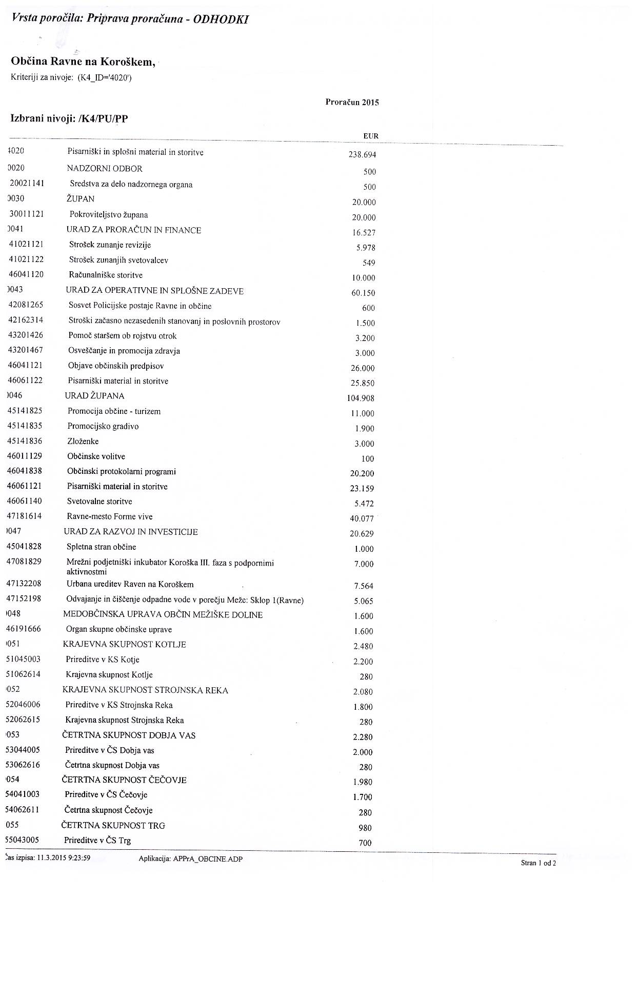 Vrsta poročila: Priprava proračuna - ODHODKI
Občina Ravne na Koroškem,
Kriteriji za nivoje: (K4_ID='4020')
Proračun 2015
Izbrani nivoji: /K4/PU/PP
EUR
4020 Pisarniški in splošni material in storitve 238.694
0020 NADZORNI ODBOR 500
20021141 Sredstva za delo nadzornega organa 500
0030 ŽUPAN 20.000
30011121 Pokroviteljstvo župana 20.000
0041 URAD ZA PRORAČUN IN FINANCE 16.527
41021121 Strošek zunanje revizije 5.978
41021122 Strošek zunanjih svetovalcev 549
46041120 Računalniške storitve 10.000
0043 URAD ZA OPERATIVNE IN SPLOŠNE ZADEVE 60.150
42081265 Sosvet Policijske postaje Ravne in občine 600
42162314 Stroški začasno nezasedenih stanovanj in poslovnih prostorov 1.500
43201426 Pomoč staršem ob rojstvu otrok 3.200
43201467 Osveščanje in promocija zdravja 3.000
46041121 Objave občinskih predpisov 26.000
46061122 Pisarniški material in storitve 25.850
0046 URAD ŽUPANA 104.908
45141825 Promocija občine - turizem 11.000
45141835 Promocijsko gradivo 1.900
45141836 Zloženke 3.000
46011129 Občinske volitve 100
46041838 Občinski protokolarni programi 20.200
46061121 Pisarniški material in storitve 23.159
46061140 Svetovalne storitve 5.472
47181614 Ravne-mesto Forme vive 40.077
0047 URAD ZA RAZVOJ IN INVESTICIJE 20.629
45041828 Spletna stran občine 1.000
47081829 Mrežni podjetniški inkubator Koroška III. faza s podpornimi 7.000
aktivnostmi
47132208 Urbana ureditev Raven na Koroškem 7.564
47152198 Odvajanje in čiščenje odpadne vode v porečju Meže: Sklop 1(Ravne) 5.065
0048 MEDOBČINSKA UPRAVA OBČIN MEŽIŠKE DOLINE 1.600
46191666 Organ skupne občinske uprave 1.600
051 KRAJEVNA SKUPNOST KOTLJE 2.480
51045003 Prireditve v KS Kotje 2.200
51062614 Krajevna skupnost Kotlje 280
052 KRAJEVNA SKUPNOST STROJNSKA REKA 2.080
52046006 Prireditve v KS Strojnska Reka 1.800
52062615 Krajevna skupnost Strojnska Reka 280
053 ČETRTNA SKUPNOST DOBJA VAS 2.280
53044005 Prireditve v ČS Dobja vas 2.000
53062616 Četrtna skupnost Dobja vas 280
054 ČETRTNA SKUPNOST ČEČOVJE 1.980
54041003 Prireditve v ČS Čečovje 1.700
54062611 Četrtna skupnost Čečovje 280
055 ČETRTNA SKUPNOST TRG 980
55043005 Prireditve v ČS Trg 700
Čas izpisa: 11.3.2015 9:23:59 Aplikacija: APPrA_OBCINE.ADP Stran 1 od 2